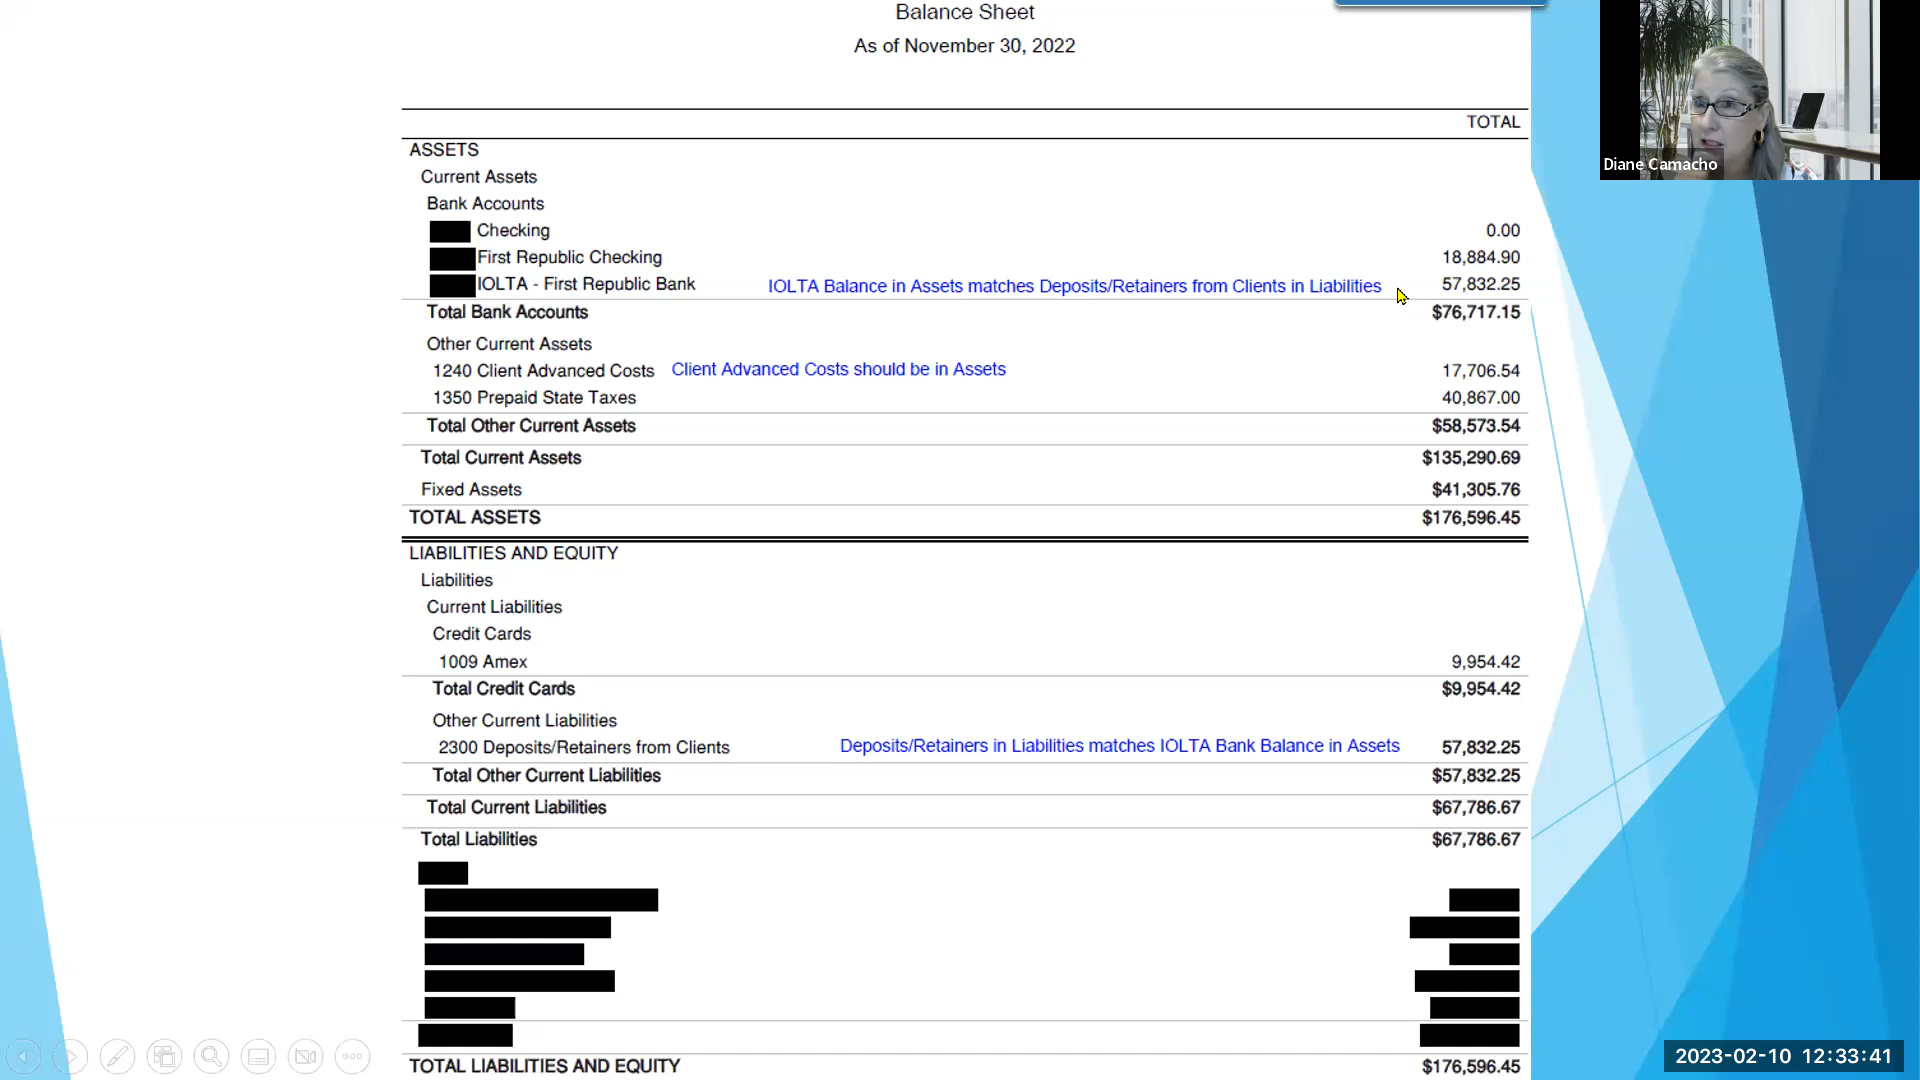 Balance Sheet
As of November 30, 2022
TOTAL
ASSETS
Current Assets
Bank Accounts
Checking 0.00
First Republic Checking 18,884.90
IOLTA - First Republic Bank IOLTA Balance in Assets matches Deposits/Retainers from Clients in Liabilities 57,832.25
Total Bank Accounts $76,717.15
Other Current Assets
1240 Client Advanced Costs Client Advanced Costs should be in Assets 17,706.54
1350 Prepaid State Taxes 40,867.00
Total Other Current Assets $58,573.54
Total Current Assets $135,290.69
Fixed Assets $41,305.76
TOTAL ASSETS $176,596.45
LIABILITIES AND EQUITY
Liabilities
Current Liabilities
Credit Cards
1009 Amex 9,954.42
Total Credit Cards $9,954.42
Other Current Liabilities
2300 Deposits/Retainers from Clients Deposits/Retainers in Liabilities matches IOLTA Bank Balance in Assets 57,832.25
Total Other Current Liabilities $57,832.25
Total Current Liabilities $67,786.67
Total Liabilities $67,786.67
TOTAL LIABILITIES AND EQUITY $176,596.45
Diane Camacho
2023-02-10 12:33:41